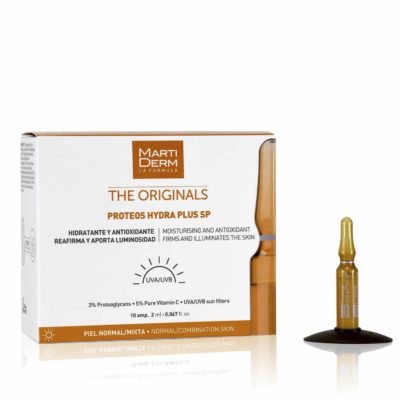 MARTI
DERM
LA FORMULA
THE ORIGINALS
PROTEOS HYDRA PLUS SP
HIDRATANTE Y ANTIOXIDANTE
REAFIRMA Y APORTA LUMINOSIDAD
MOISTURISING AND ANTIOXIDANT
FIRMS AND ILLUMINATES THE SKIN
UVA/UVB
3% Proteoglycans • 5% Pure Vitamin C • UVA/UVB sun filters
10 amp. 2 ml - 0.067 fl. oz.
PIEL NORMAL/MIXTA • NORMAL/COMBINATION SKIN